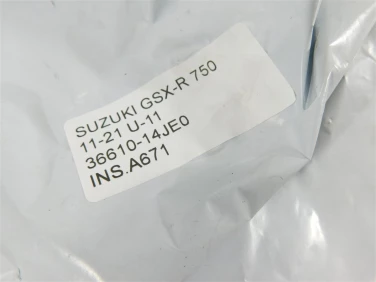 SUZUKI GSX-R 750
11-21 U-11
36610-14JE0
INS.A671